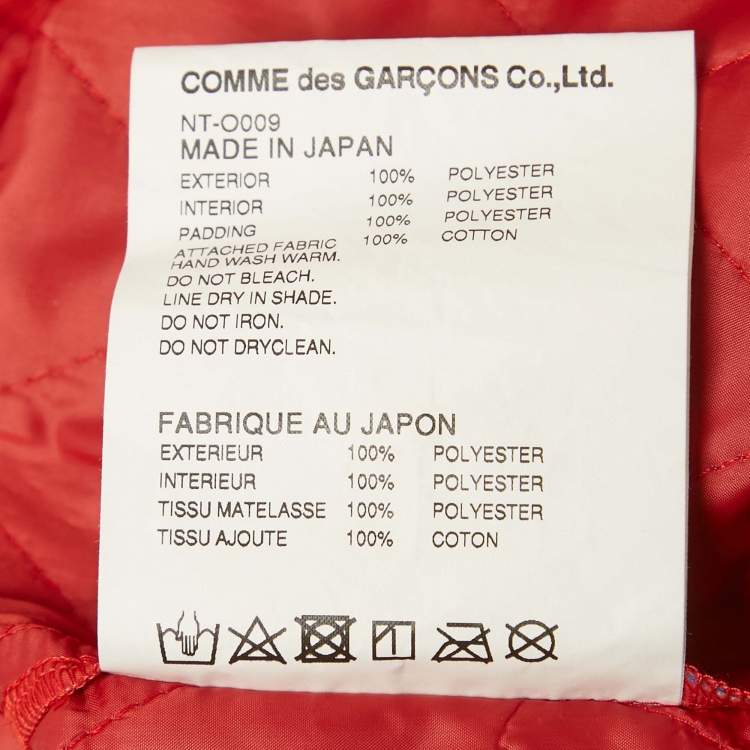 COMME des GARÇONS Co.,Ltd.
NT-O009
MADE IN JAPAN
EXTERIOR 100% POLYESTER
INTERIOR 100% POLYESTER
PADDING 100% POLYESTER
ATTACHED FABRIC 100% COTTON
HAND WASH WARM.
DO NOT BLEACH.
LINE DRY IN SHADE.
DO NOT IRON.
DO NOT DRYCLEAN.
FABRIQUE AU JAPON
EXTERIEUR 100% POLYESTER
INTERIEUR 100% POLYESTER
TISSU MATELASSE 100% POLYESTER
TISSU AJOUTE 100% COTON